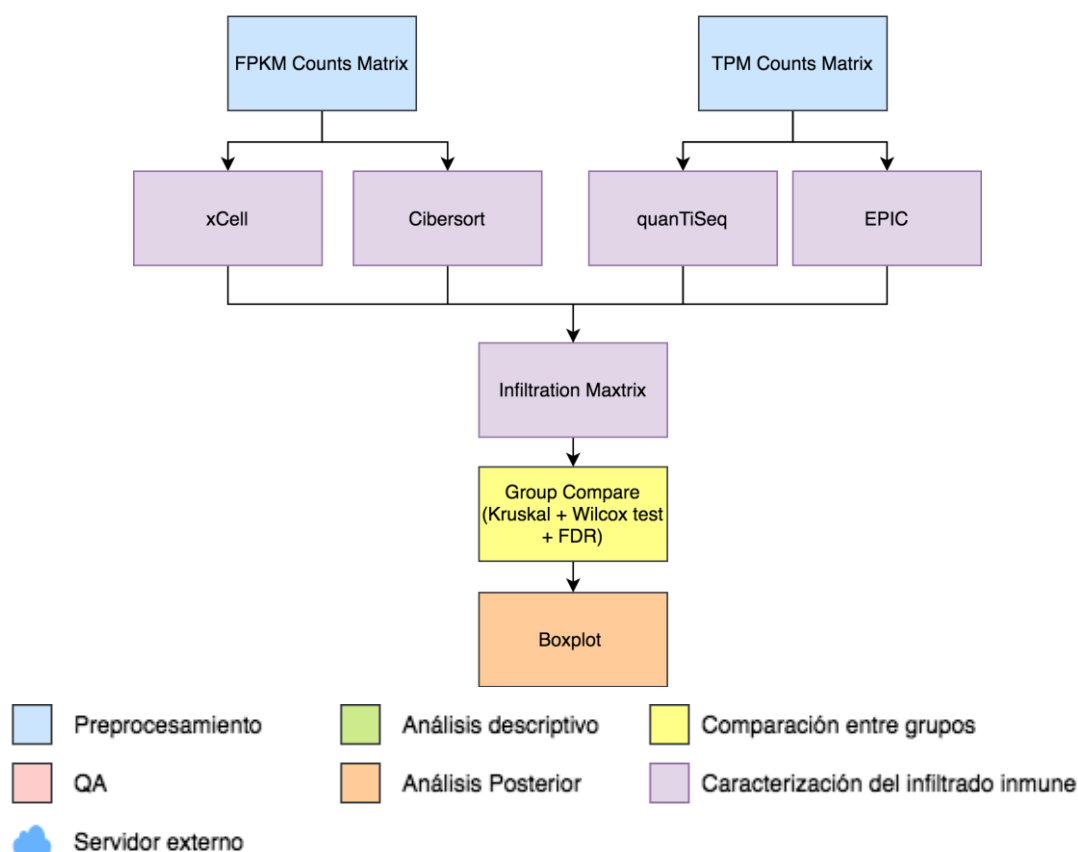 FPKM Counts Matrix
TPM Counts Matrix
xCell
Cibersort
quanTiSeq
EPIC
Infiltration Maxtrix
Group Compare
(Kruskal + Wilcox test
+ FDR)
Boxplot
Preprocesamiento
Análisis descriptivo
Comparación entre grupos
QA
Análisis Posterior
Caracterización del infiltrado inmune
Servidor externo